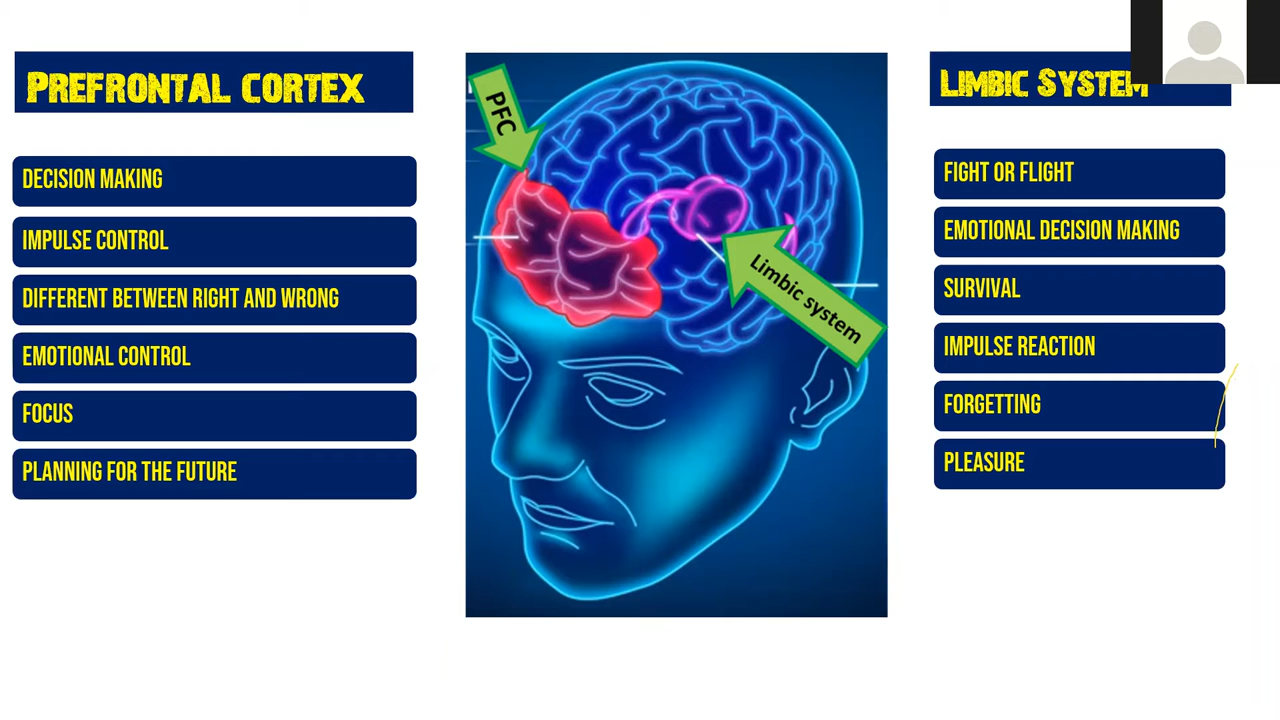 PREFRONTAL CORTEX
DECISION MAKING
IMPULSE CONTROL
DIFFERENT BETWEEN RIGHT AND WRONG
EMOTIONAL CONTROL
FOCUS
PLANNING FOR THE FUTURE
PFC
Limbic system
LIMBIC SYSTEM
FIGHT OR FLIGHT
EMOTIONAL DECISION MAKING
SURVIVAL
IMPULSE REACTION
FORGETTING
PLEASURE